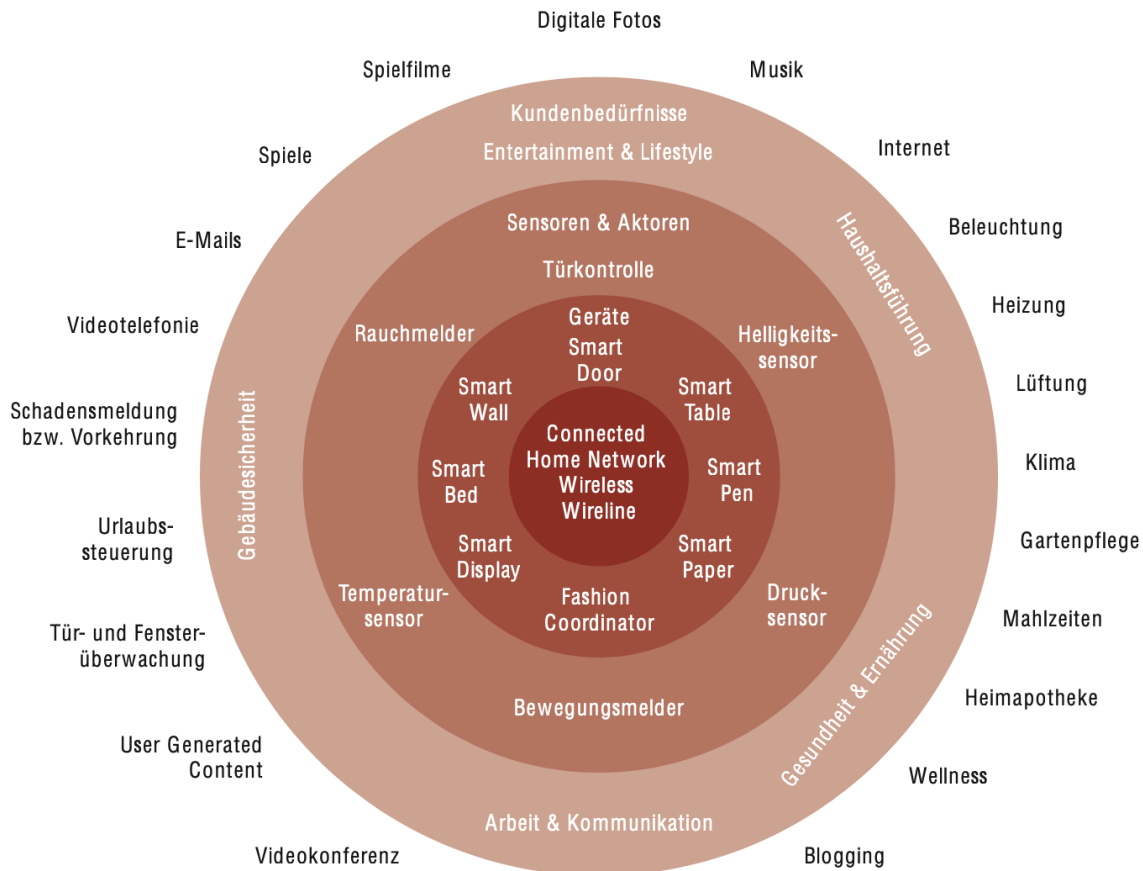 Digitale Fotos
Spielfilme
Musik
Kundenbedürfnisse
Entertainment & Lifestyle
Spiele
Internet
E-Mails
Beleuchtung
Haushaltsführung
Sensoren & Aktoren
Türkontrolle
Videotelefonie
Heizung
Rauchmelder
Helligkeits-
sensor
Geräte
Smart
Door
Smart
Wall
Smart
Table
Lüftung
Schadensmeldung
bzw. Vorkehrung
Gebäudesicherheit
Connected
Home Network
Wireless
Wireline
Smart
Bed
Smart
Pen
Klima
Urlaubs-
steuerung
Smart
Display
Smart
Paper
Gartenpflege
Temperatur-
sensor
Fashion
Coordinator
Druck-
sensor
Mahlzeiten
Tür- und Fenster-
überwachung
Gesundheit & Ernährung
Heimapotheke
Bewegungsmelder
User Generated
Content
Wellness
Arbeit & Kommunikation
Videokonferenz
Blogging